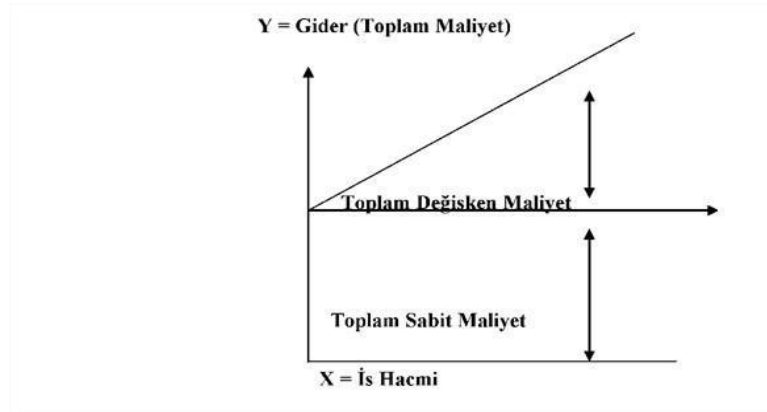 Y = Gider (Toplam Maliyet)
Toplam Değisken Maliyet
Toplam Sabit Maliyet
X = İs Hacmi